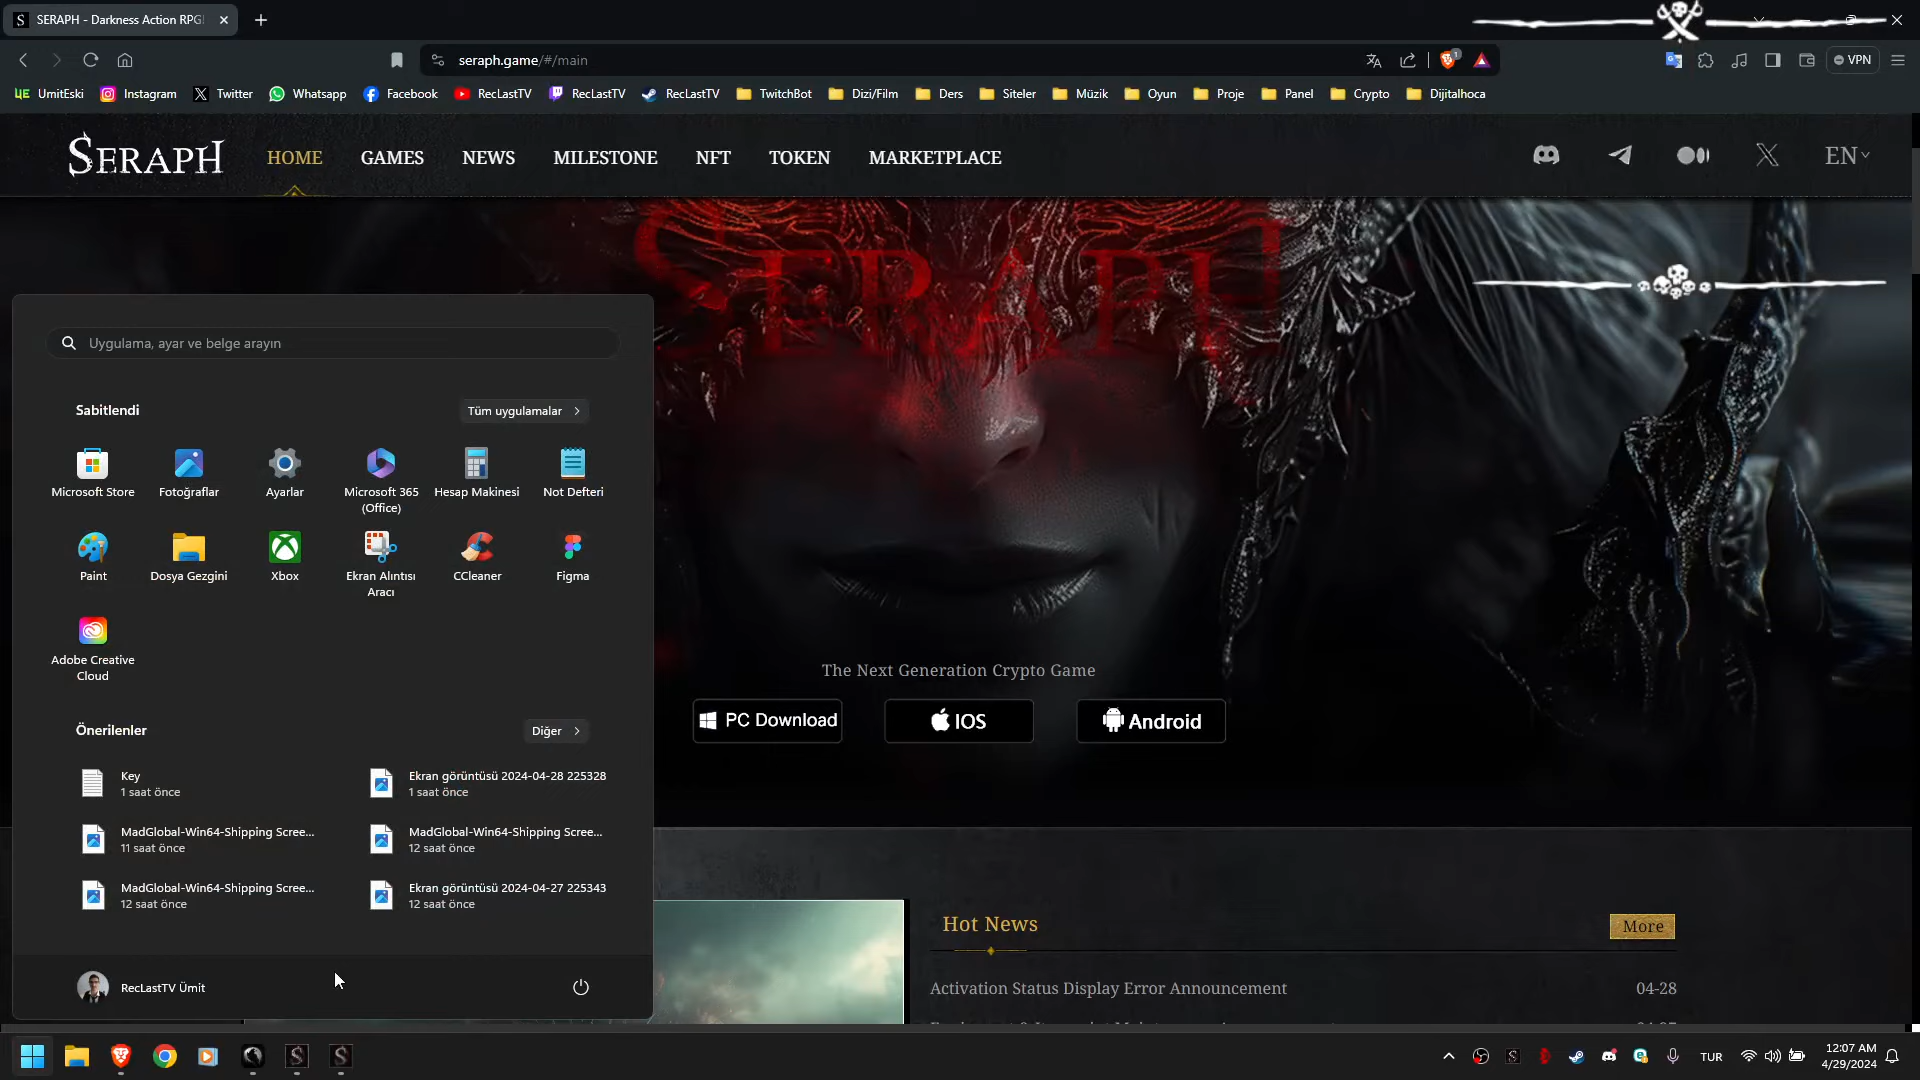 SERAPH - Darkness Action RPG
seraph.game/#/main
VPN
UE UmitEski
Instagram
Twitter
Whatsapp
Facebook
RecLastTV
RecLastTV
RecLastTV
TwitchBot
Dizi/Film
Ders
Siteler
Müzik
Oyun
Proje
Panel
Crypto
Dijitalhoca
SERAPH
HOME
GAMES
NEWS
MILESTONE
NFT
TOKEN
MARKETPLACE
EN
SERAPH
Uygulama, ayar ve belge arayın
Sabitlendi
Tüm uygulamalar
Microsoft Store
Fotoğraflar
Ayarlar
Microsoft 365
(Office)
Hesap Makinesi
Not Defteri
Paint
Dosya Gezgini
Xbox
Ekran Alıntısı
Aracı
CCleaner
Figma
Adobe Creative
Cloud
Önerilenler
Diğer
Key
1 saat önce
Ekran görüntüsü 2024-04-28 225328
1 saat önce
MadGlobal-Win64-Shipping Scree...
11 saat önce
MadGlobal-Win64-Shipping Scree...
12 saat önce
MadGlobal-Win64-Shipping Scree...
12 saat önce
Ekran görüntüsü 2024-04-27 225343
12 saat önce
RecLastTV Ümit
The Next Generation Crypto Game
PC Download
IOS
Android
Hot News
More
Activation Status Display Error Announcement
04-28
TUR
12:07 AM
4/29/2024